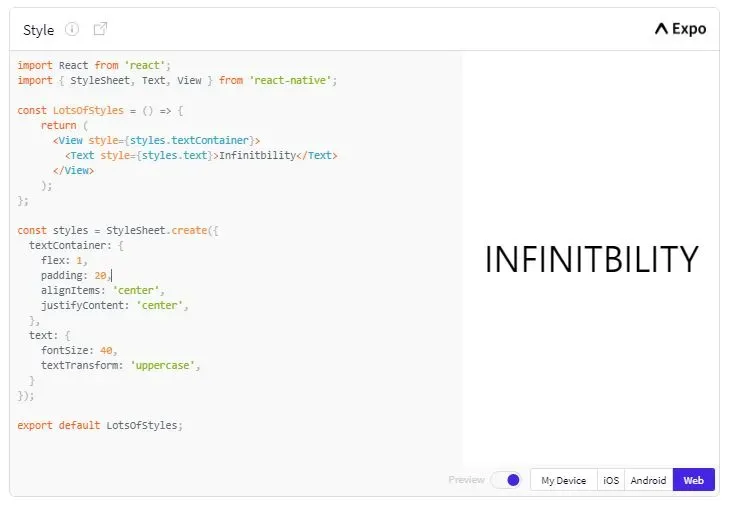 Style
Expo
import React from 'react';
import { StyleSheet, Text, View } from 'react-native';
const LotsOfStyles = () => {
return (
<View style={styles.textContainer}>
<Text style={styles.text}>Infinitbility</Text>
</View>
);
};
const styles = StyleSheet.create({
textContainer: {
flex: 1,
padding: 20,
alignItems: 'center',
justifyContent: 'center',
},
text: {
fontSize: 40,
textTransform: 'uppercase',
}
});
export default LotsOfStyles;
INFINITBILITY
Preview My Device iOS Android Web